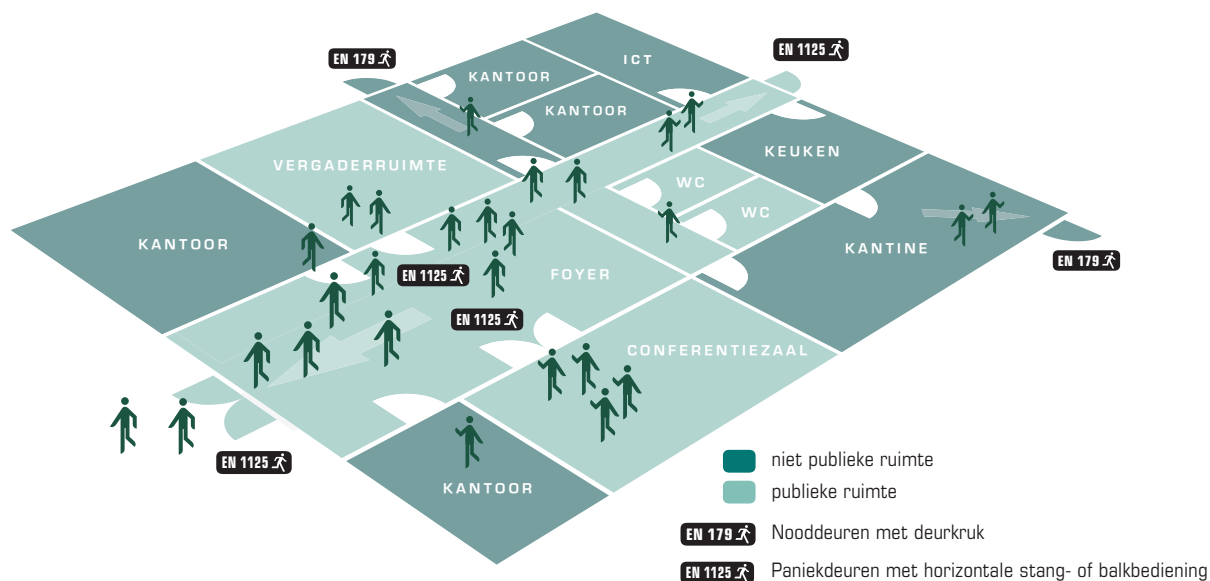 EN 1125
ICT
EN 179
KANTOOR
KANTOOR
KEUKEN
VERGADERRUIMTE
WC
WC
KANTOOR
KANTINE
EN 179
EN 1125
FOYER
EN 1125
CONFERENTIEZAAL
EN 1125
KANTOOR
niet publieke ruimte
publieke ruimte
EN 179 Nooddeuren met deurkruk
EN 1125 Paniekdeuren met horizontale stang- of balkbediening